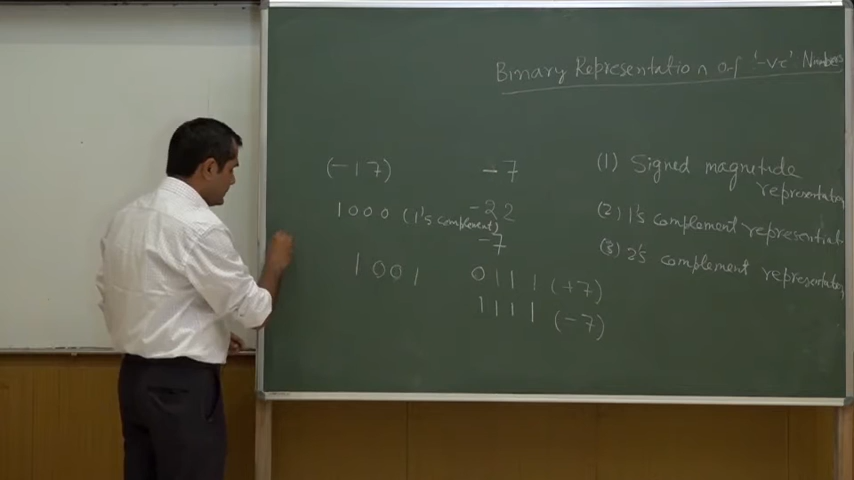 Binary Representation of '-ve' Numbers
(-17)
-7
1000 (1's complement)
-22
-7
1001
0111 (+7)
1111 (-7)
(1) Signed magnitude
representation
(2) 1's complement representation
(3) 2's complement representation